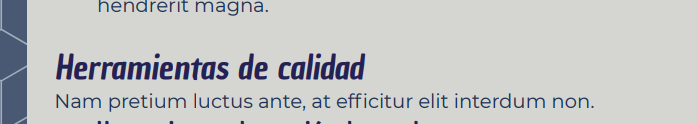 hendrerit magna.
Herramientas de calidad
Nam pretium luctus ante, at efficitur elit interdum non.